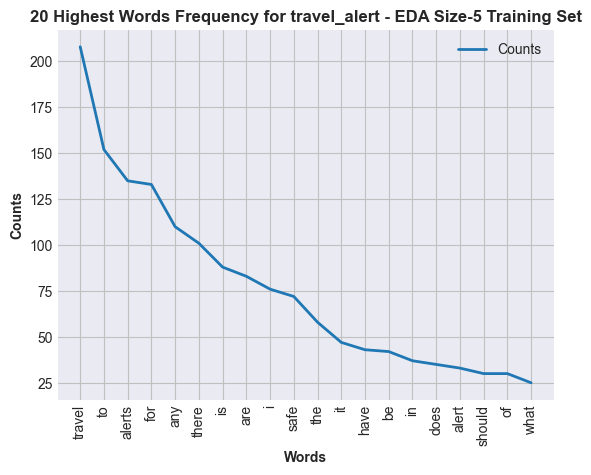 20 Highest Words Frequency for travel_alert - EDA Size-5 Training Set
Counts
200
175
150
125
100
75
50
25
Counts
travel
to
alerts
for
any
there
is
are
i
safe
the
it
have
be
in
does
alert
should
of
what
Words